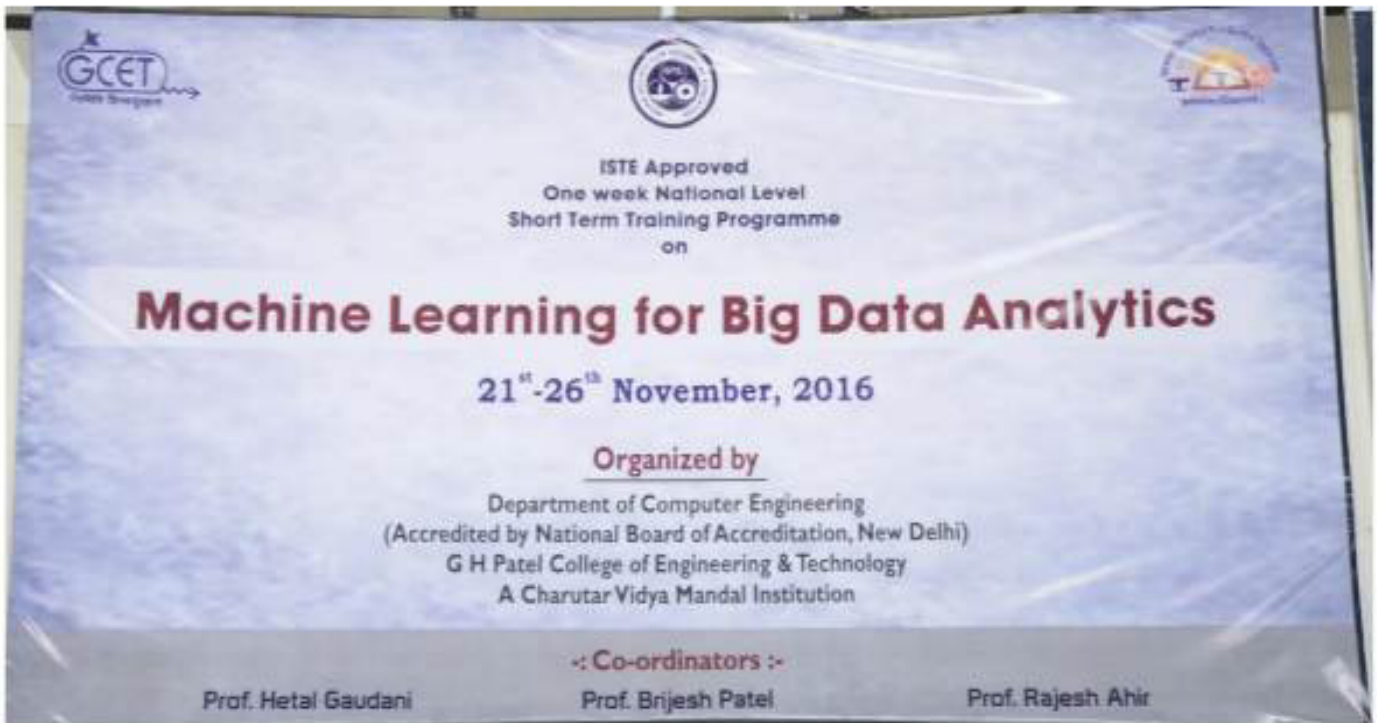 GCET
ISTE Approved
One week National Level
Short Term Training Programme
on
Machine Learning for Big Data Analytics
21st-26th November, 2016
Organized by
Department of Computer Engineering
(Accredited by National Board of Accreditation, New Delhi)
G H Patel College of Engineering & Technology
A Charutar Vidya Mandal Institution
-: Co-ordinators :-
Prof. Hetal Gaudani Prof. Brijesh Patel Prof. Rajesh Ahir